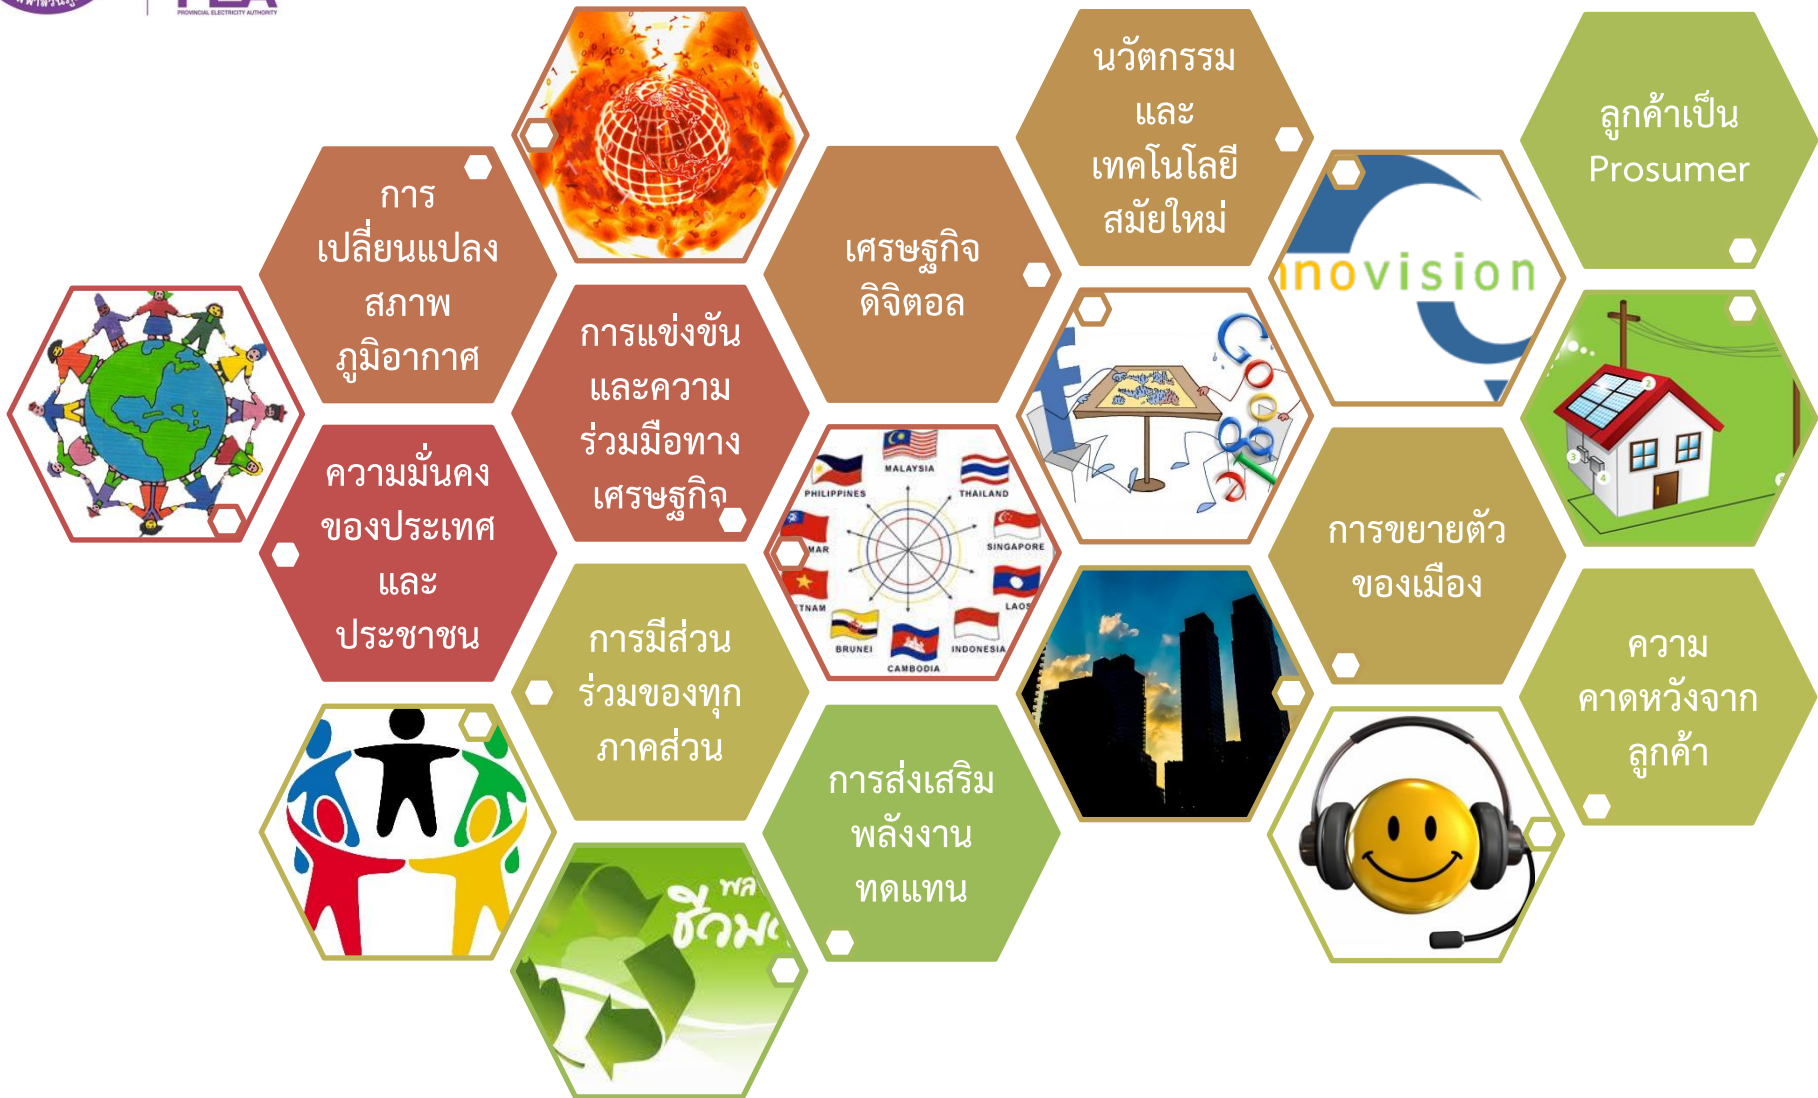 PROVINCIAL ELECTRICITY AUTHORITY
การ
เปลี่ยนแปลง
สภาพ
ภูมิอากาศ
ความมั่นคง
ของประเทศ
และ
ประชาชน
การแข่งขัน
และความ
ร่วมมือทาง
เศรษฐกิจ
การมีส่วน
ร่วมของทุก
ภาคส่วน
เศรษฐกิจ
ดิจิตอล
MALAYSIA
PHILIPPINES
THAILAND
SINGAPORE
LAOS
INDONESIA
CAMBODIA
BRUNEI
การส่งเสริม
พลังงาน
ทดแทน
นวัตกรรม
และ
เทคโนโลยี
สมัยใหม่
novision
Google
การขยายตัว
ของเมือง
ลูกค้าเป็น
Prosumer
2
3
4
ความ
คาดหวังจาก
ลูกค้า